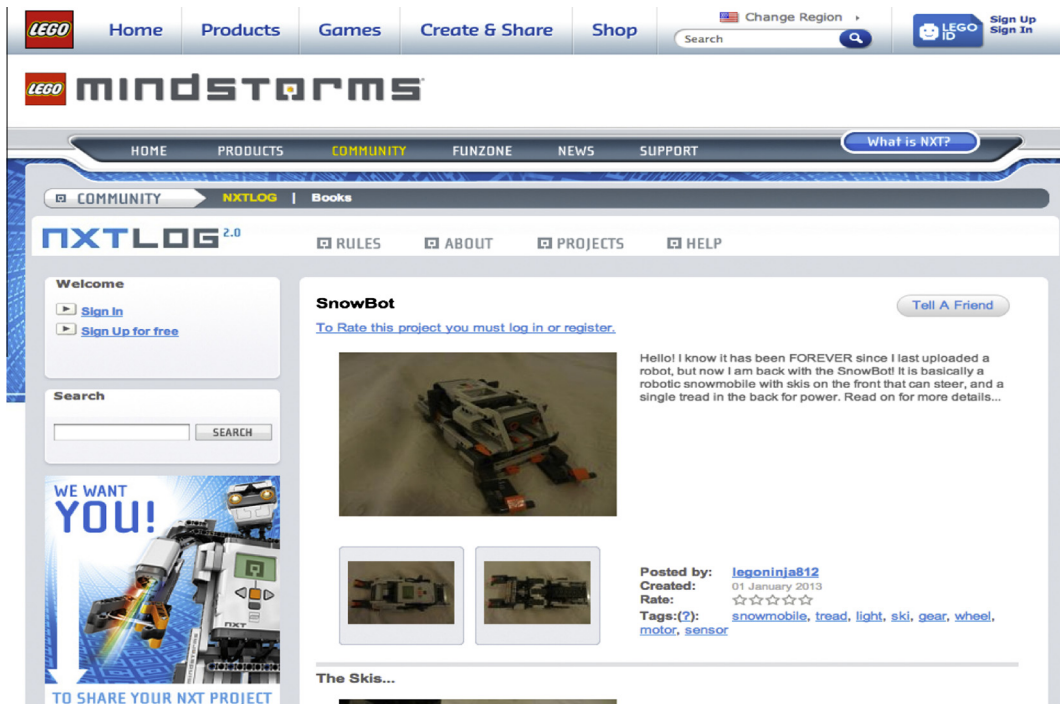 LEGO
Home Products Games Create & Share Shop
Change Region
Search
LEGO ID
Sign Up
Sign In
LEGO mindstorms
HOME PRODUCTS COMMUNITY FUNZONE NEWS SUPPORT
What is NXT?
COMMUNITY NXTLOG | Books
NXTLOG 2.0
RULES ABOUT PROJECTS HELP
Welcome
Sign In
Sign Up for free
Search
SEARCH
WE WANT
YOU!
NXT
mindstorms
TO SHARE YOUR NXT PROJECT
SnowBot
Tell A Friend
To Rate this project you must log in or register.
Hello! I know it has been FOREVER since I last uploaded a
robot, but now I am back with the SnowBot! It is basically a
robotic snowmobile with skis on the front that can steer, and a
single tread in the back for power. Read on for more details...
Posted by: legoninja812
Created: 01 January 2013
Rate:
Tags:(?): snowmobile, tread, light, ski, gear, wheel,
motor, sensor
The Skis...